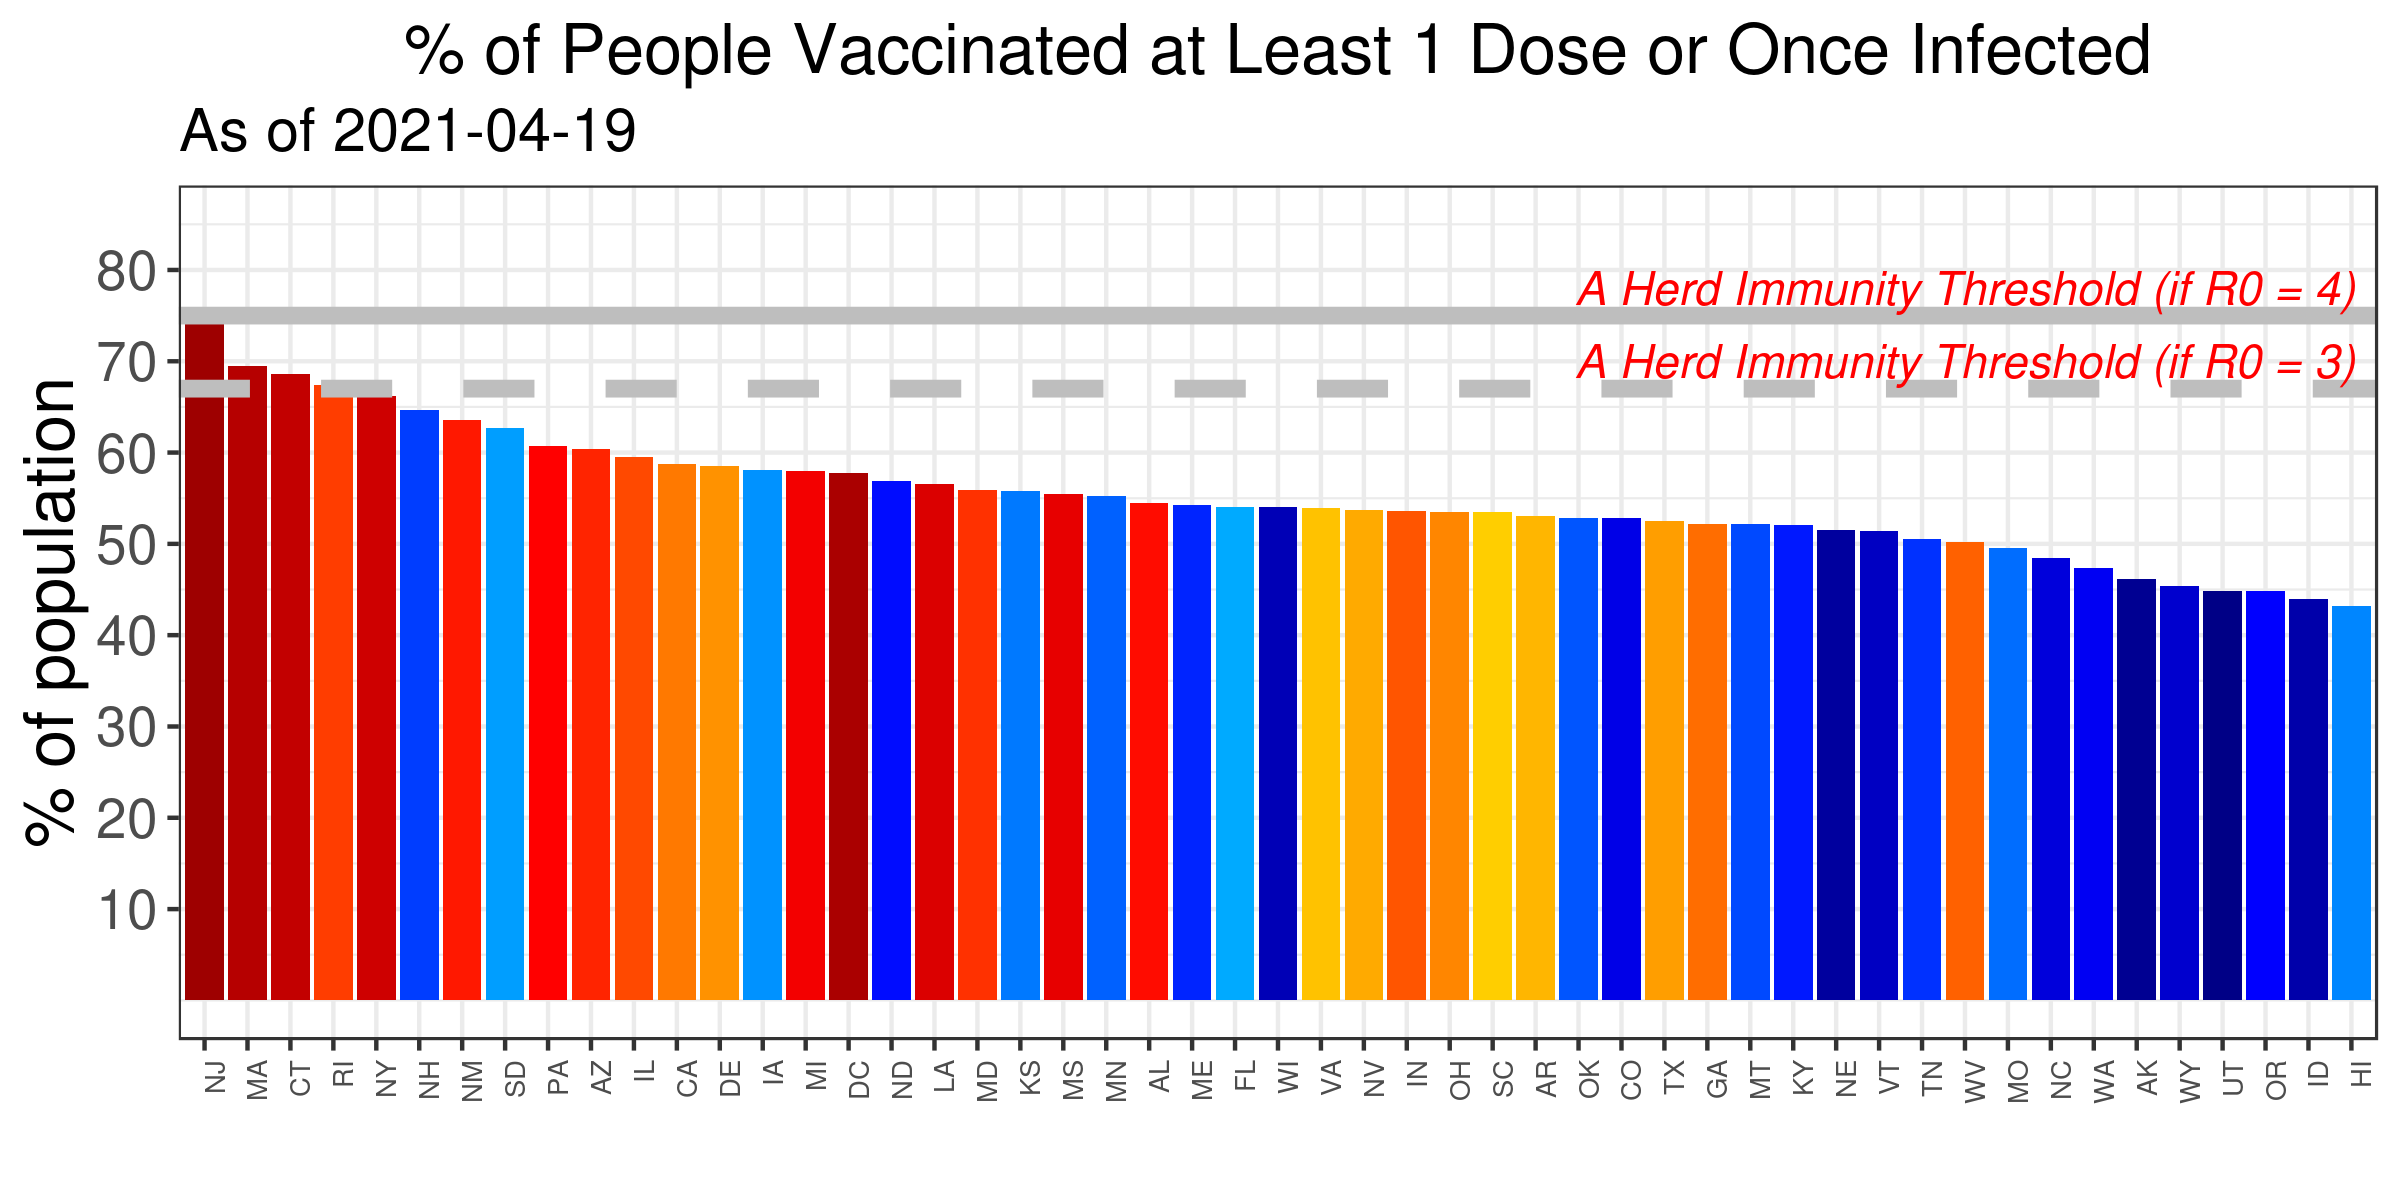 % of People Vaccinated at Least 1 Dose or Once Infected
As of 2021-04-19
% of population
80
70
60
50
40
30
20
10
A Herd Immunity Threshold (if R0 = 4)
A Herd Immunity Threshold (if R0 = 3)
NJ MA CT RI NY NH NM SD PA AZ IL CA DE IA MI DC ND LA MD KS MS MN AL ME FL WI VA NV IN OH SC AR OK CO TX GA MT KY NE VT TN WV MO NC WA AK WY UT OR ID HI